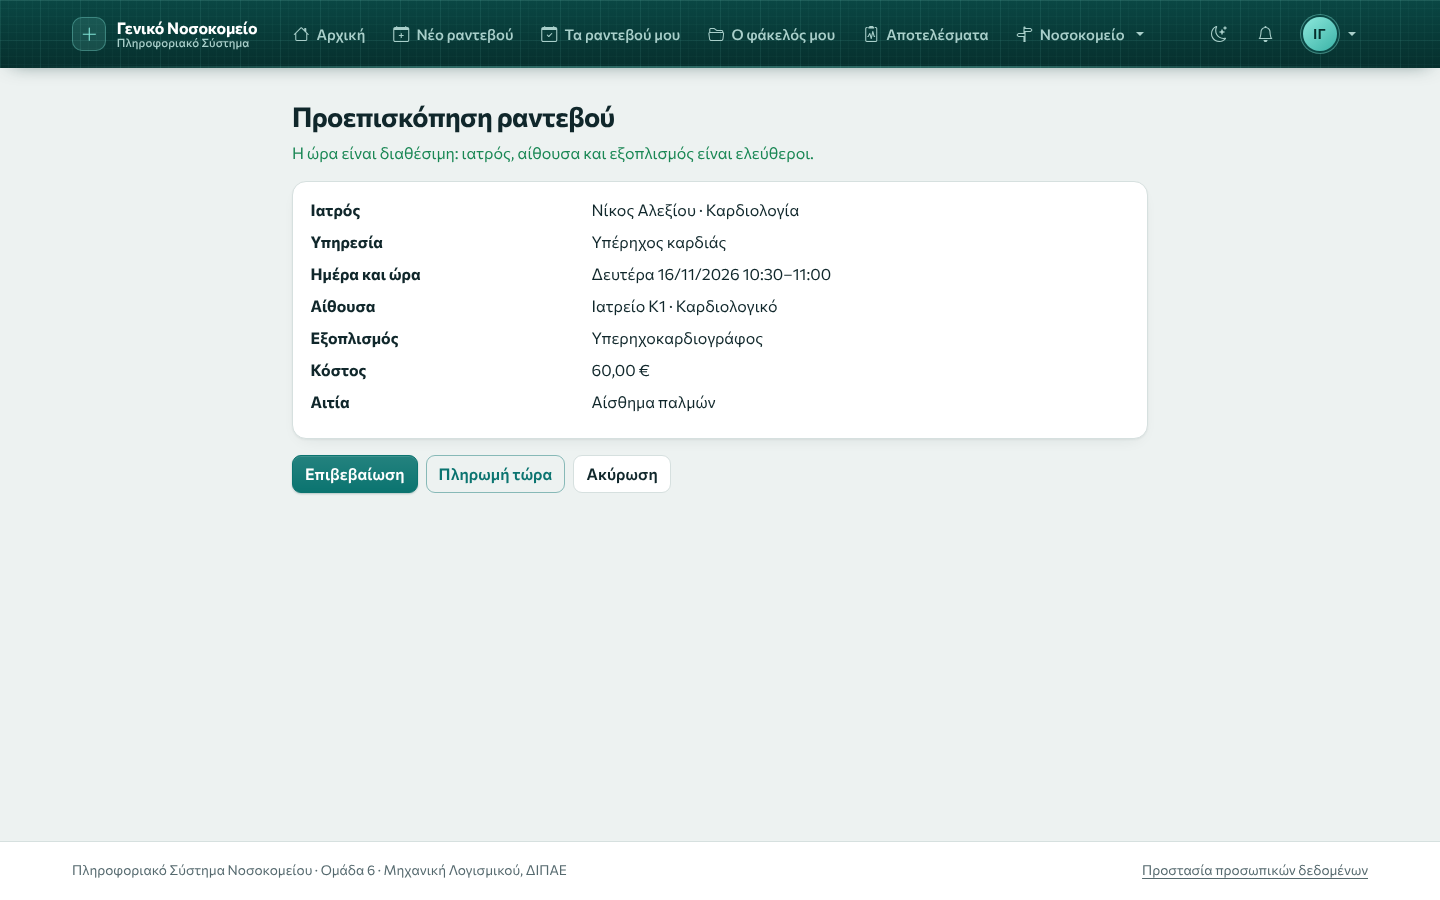 Γενικό Νοσοκομείο
Πληροφοριακό Σύστημα
Αρχική
Νέο ραντεβού
Τα ραντεβού μου
Ο φάκελός μου
Αποτελέσματα
Νοσοκομείο
ΙΓ
Προεπισκόπηση ραντεβού
Η ώρα είναι διαθέσιμη: ιατρός, αίθουσα και εξοπλισμός είναι ελεύθεροι.
Ιατρός Νίκος Αλεξίου · Καρδιολογία
Υπηρεσία Υπέρηχος καρδιάς
Ημέρα και ώρα Δευτέρα 16/11/2026 10:30–11:00
Αίθουσα Ιατρείο Κ1 · Καρδιολογικό
Εξοπλισμός Υπερηχοκαρδιογράφος
Κόστος 60,00 €
Αιτία Αίσθημα παλμών
Επιβεβαίωση
Πληρωμή τώρα
Ακύρωση
Πληροφοριακό Σύστημα Νοσοκομείου · Ομάδα 6 · Μηχανική Λογισμικού, ΔΙΠΑΕ
Προστασία προσωπικών δεδομένων